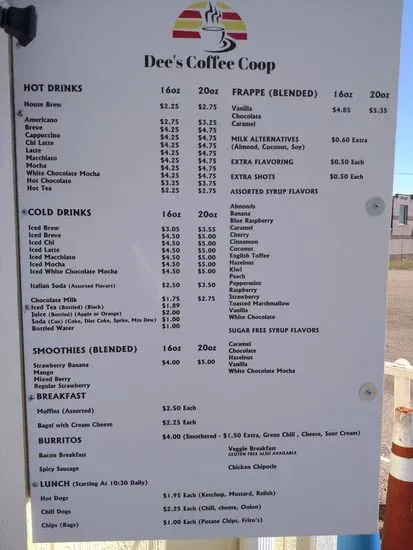 Dee's Coffee Coop
HOT DRINKS 16oz 20oz
House Brew $2.25 $2.75
Americano $2.75 $3.25
Breve $4.25 $4.75
Cappuccino $4.25 $4.75
Chi Latte $4.25 $4.75
Latte $4.25 $4.75
Macchiato $4.25 $4.75
Mocha $4.25 $4.75
White Chocolate Mocha $4.25 $4.75
Hot Chocolate $3.25 $3.75
Hot Tea $2.25 $2.75
COLD DRINKS 16oz 20oz
Iced Brew $3.05 $3.55
Iced Breve $4.50 $5.00
Iced Chi $4.50 $5.00
Iced Latte $4.50 $5.00
Iced Macchiato $4.50 $5.00
Iced Mocha $4.50 $5.00
Iced White Chocolate Mocha $4.50 $5.00
Italian Soda (Assorted Flavors) $2.50 $3.50
Chocolate Milk $1.75 $2.75
Iced Tea (Bottled) (Black) $1.89
Juice (Bottled) (Apple or Orange) $2.00
Soda (Can) (Coke, Diet Coke, Sprite, Mtn Dew) $1.00
Bottled Water $1.00
SMOOTHIES (BLENDED) 16oz 20oz
Strawberry Banana $4.00 $5.00
Mango
Mixed Berry
Regular Strawberry
FRAPPE (BLENDED) 16oz 20oz
Vanilla $4.85 $5.35
Chocolate
Caramel
MILK ALTERNATIVES $0.60 Extra
(Almond, Coconut, Soy)
EXTRA FLAVORING $0.50 Each
EXTRA SHOTS $0.50 Each
ASSORTED SYRUP FLAVORS
Almonds
Banana
Blue Raspberry
Caramel
Cherry
Cinnamon
Coconut
English Toffee
Hazelnut
Kiwi
Peach
Peppermint
Raspberry
Strawberry
Toasted Marshmallow
Vanilla
White Chocolate
SUGAR FREE SYRUP FLAVORS
Caramel
Chocolate
Hazelnut
Vanilla
White Chocolate Mocha
BREAKFAST
Muffins (Assorted) $2.50 Each
Bagel with Cream Cheese $2.25 Each
BURRITOS $4.00 (Smothered - $1.50 Extra, Green Chili , Cheese, Sour Cream)
Bacon Breakfast Veggie Breakfast
GLUTEN FREE ALSO AVAILABLE
Spicy Sausage Chicken Chipotle
LUNCH (Starting At 10:30 Daily)
Hot Dogs $1.95 Each (Ketchup, Mustard, Relish)
Chili Dogs $2.25 Each (Chili, cheese, Onion)
Chips (Bags) $1.00 Each (Potato Chips, Frito's)